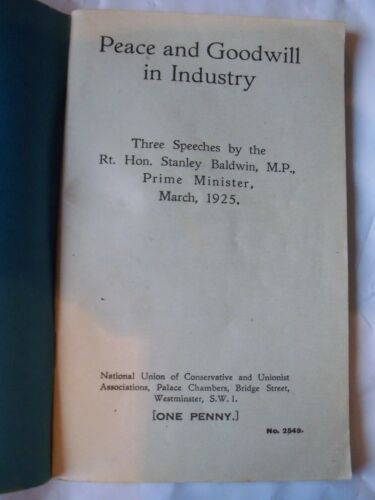 Peace and Goodwill
in Industry
Three Speeches by the
Rt. Hon. Stanley Baldwin, M.P.,
Prime Minister,
March, 1925.
National Union of Conservative and Unionist
Associations, Palace Chambers, Bridge Street,
Westminster, S.W. 1.
[ONE PENNY.]
No. 2549.